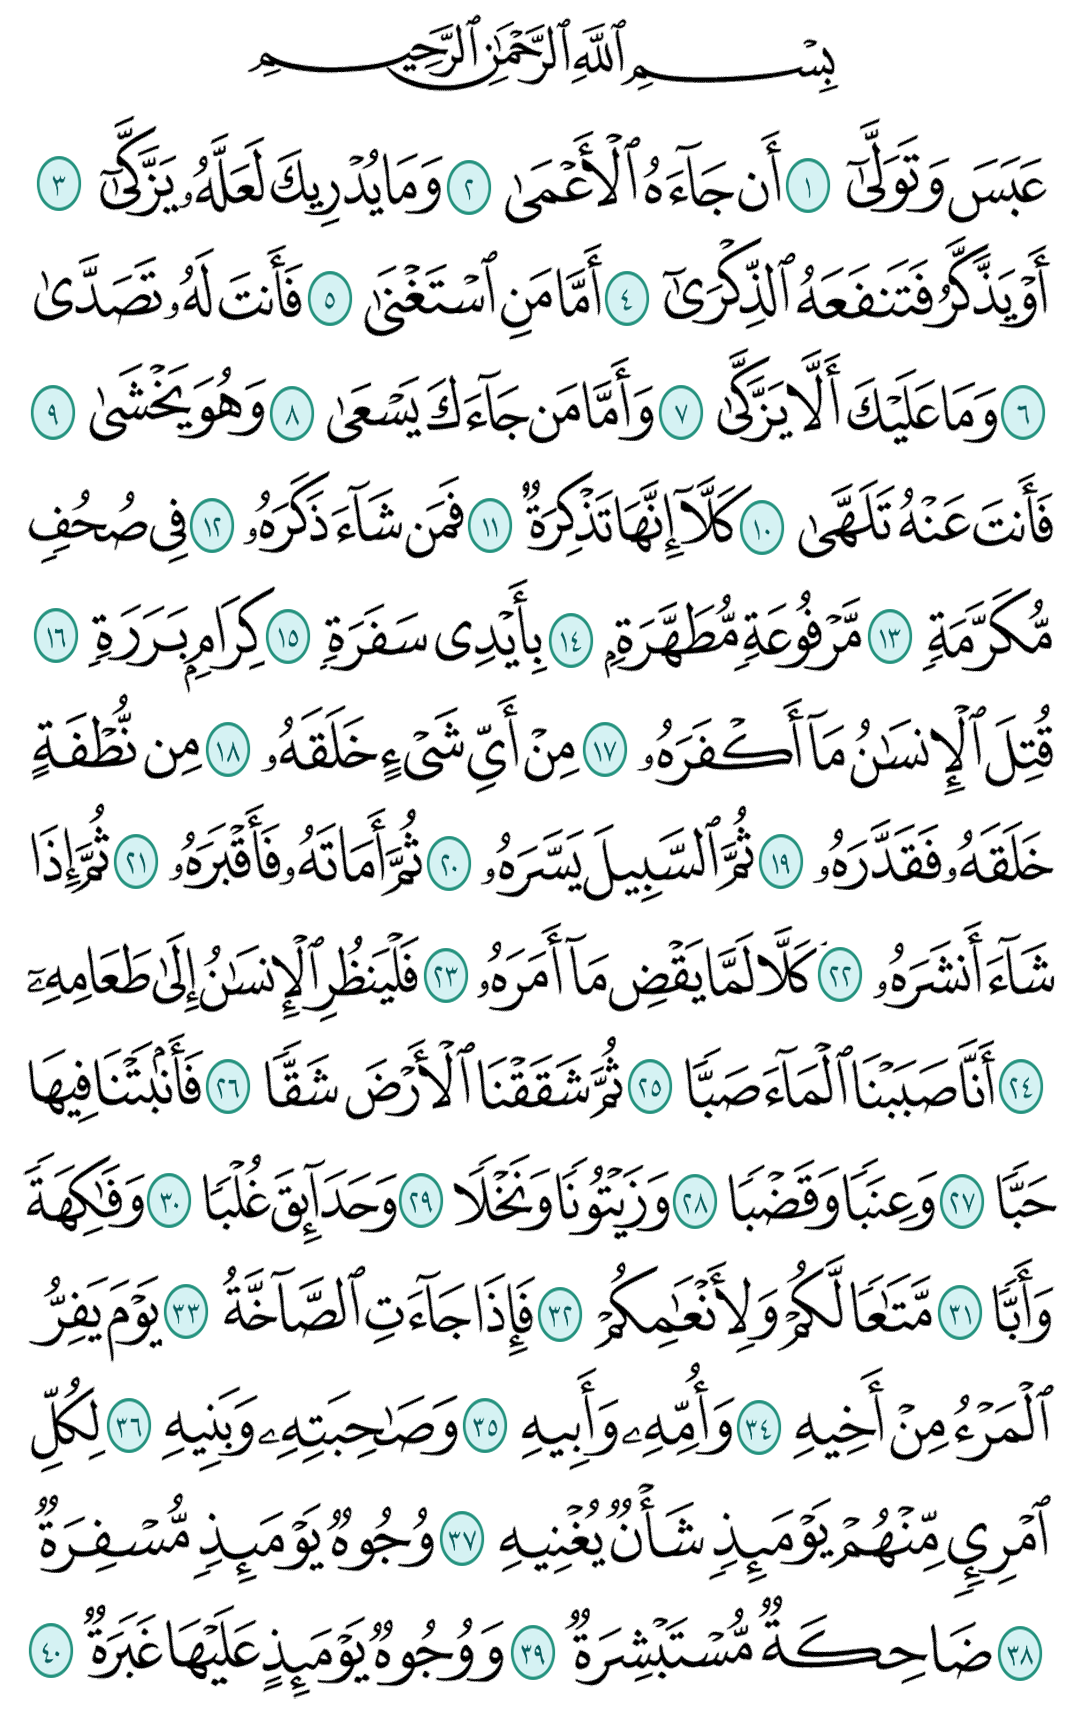 بِسْمِ ٱللَّهِ ٱلرَّحْمَٰنِ ٱلرَّحِيمِ
عَبَسَ وَتَوَلَّىٰٓ ١ أَن جَآءَهُ ٱلْأَعْمَىٰ ٢ وَمَا يُدْرِيكَ لَعَلَّهُۥ يَزَّكَّىٰٓ ٣
أَوْ يَذَّكَّرُ فَتَنفَعَهُ ٱلذِّكْرَىٰٓ ٤ أَمَّا مَنِ ٱسْتَغْنَىٰ ٥ فَأَنتَ لَهُۥ تَصَدَّىٰ
٦ وَمَا عَلَيْكَ أَلَّا يَزَّكَّىٰ ٧ وَأَمَّا مَن جَآءَكَ يَسْعَىٰ ٨ وَهُوَ يَخْشَىٰ ٩
فَأَنتَ عَنْهُ تَلَهَّىٰ ١٠ كَلَّآ إِنَّهَا تَذْكِرَةٌ ١١ فَمَن شَآءَ ذَكَرَهُۥ ١٢ فِى صُحُفٍ
مُّكَرَّمَةٍ ١٣ مَّرْفُوعَةٍ مُّطَهَّرَةٍۭ ١٤ بِأَيْدِى سَفَرَةٍ ١٥ كِرَامٍۭ بَرَرَةٍ ١٦
قُتِلَ ٱلْإِنسَٰنُ مَآ أَكْفَرَهُۥ ١٧ مِنْ أَىِّ شَىْءٍ خَلَقَهُۥ ١٨ مِن نُّطْفَةٍ
خَلَقَهُۥ فَقَدَّرَهُۥ ١٩ ثُمَّ ٱلسَّبِيلَ يَسَّرَهُۥ ٢٠ ثُمَّ أَمَاتَهُۥ فَأَقْبَرَهُۥ ٢١ ثُمَّ إِذَا
شَآءَ أَنشَرَهُۥ ٢٢ كَلَّا لَمَّا يَقْضِ مَآ أَمَرَهُۥ ٢٣ فَلْيَنظُرِ ٱلْإِنسَٰنُ إِلَىٰ طَعَامِهِۦٓ
٢٤ أَنَّا صَبَبْنَا ٱلْمَآءَ صَبًّا ٢٥ ثُمَّ شَقَقْنَا ٱلْأَرْضَ شَقًّا ٢٦ فَأَنۢبَتْنَا فِيهَا
حَبًّا ٢٧ وَعِنَبًا وَقَضْبًا ٢٨ وَزَيْتُونًا وَنَخْلًا ٢٩ وَحَدَآئِقَ غُلْبًا ٣٠ وَفَٰكِهَةً
وَأَبًّا ٣١ مَّتَٰعًا لَّكُمْ وَلِأَنْعَٰمِكُمْ ٣٢ فَإِذَا جَآءَتِ ٱلصَّآخَّةُ ٣٣ يَوْمَ يَفِرُّ
ٱلْمَرْءُ مِنْ أَخِيهِ ٣٤ وَأُمِّهِۦ وَأَبِيهِ ٣٥ وَصَٰحِبَتِهِۦ وَبَنِيهِ ٣٦ لِكُلِّ
ٱمْرِئٍ مِّنْهُمْ يَوْمَئِذٍ شَأْنٌ يُغْنِيهِ ٣٧ وُجُوهٌ يَوْمَئِذٍ مُّسْفِرَةٌ
٣٨ ضَاحِكَةٌ مُّسْتَبْشِرَةٌ ٣٩ وَوُجُوهٌ يَوْمَئِذٍ عَلَيْهَا غَبَرَةٌ ٤٠